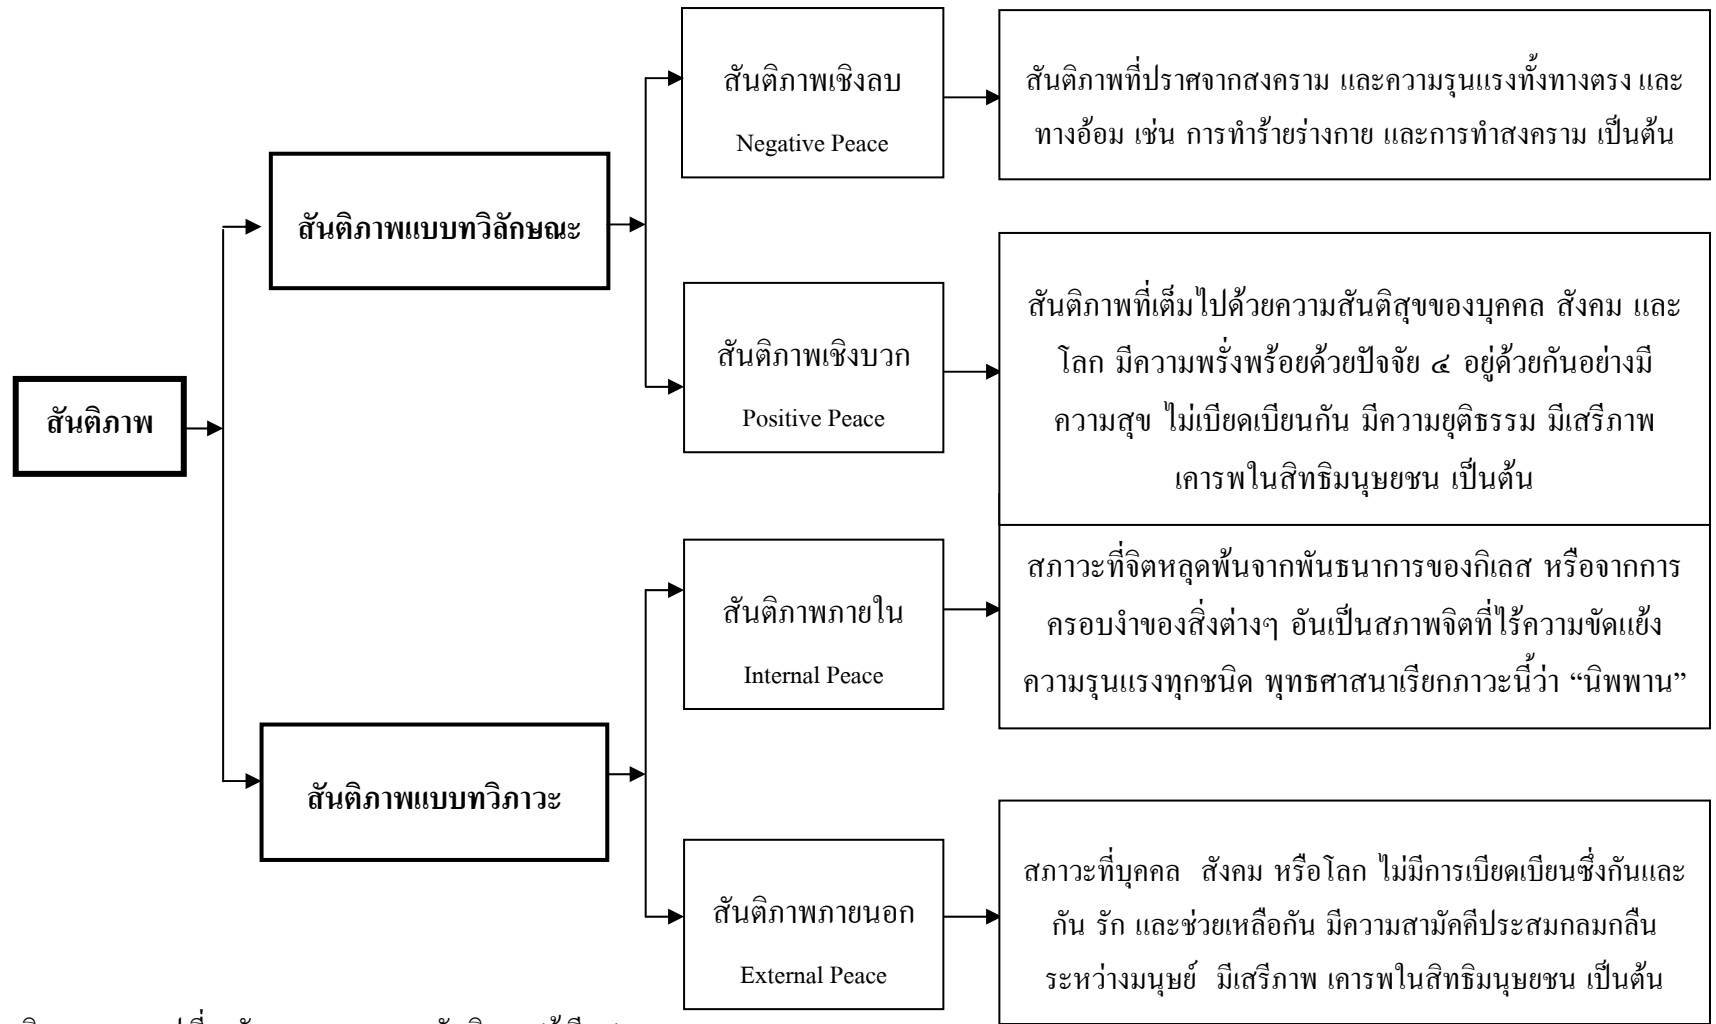 สันติภาพ
สันติภาพแบบทวิลักษณะ
สันติภาพเชิงลบ
Negative Peace
สันติภาพที่ปราศจากสงคราม และความรุนแรงทั้งทางตรง และ
ทางอ้อม เช่น การทำร้ายร่างกาย และการทำสงคราม เป็นต้น
สันติภาพเชิงบวก
Positive Peace
สันติภาพที่เต็มไปด้วยความสันติสุขของบุคคล สังคม และ
โลก มีความพรั่งพร้อยด้วยปัจจัย ๔ อยู่ด้วยกันอย่างมี
ความสุข ไม่เบียดเบียนกัน มีความยุติธรรม มีเสรีภาพ
เคารพในสิทธิมนุษยชน เป็นต้น
สันติภาพแบบทวิภาวะ
สันติภาพภายใน
Internal Peace
สภาวะที่จิตหลุดพ้นจากพันธนาการของกิเลส หรือจากการ
ครอบงำของสิ่งต่างๆ อันเป็นสภาพจิตที่ไร้ความขัดแย้ง
ความรุนแรงทุกชนิด พุทธศาสนาเรียกภาวะนี้ว่า “นิพพาน”
สันติภาพภายนอก
External Peace
สภาวะที่บุคคล สังคม หรือโลก ไม่มีการเบียดเบียนซึ่งกันและ
กัน รัก และช่วยเหลือกัน มีความสามัคคีประสมกลมกลืน
ระหว่างมนุษย์ มีเสรีภาพ เคารพในสิทธิมนุษยชน เป็นต้น